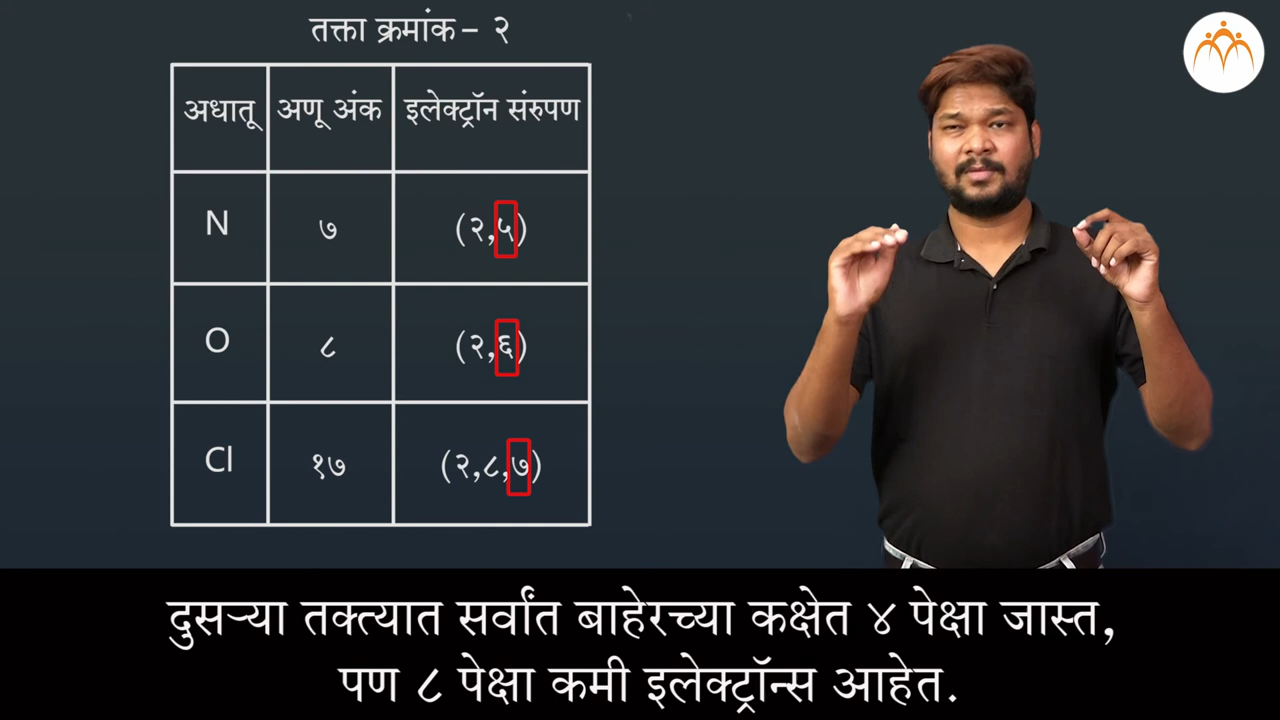 तक्ता क्रमांक – २
अधातू अणू अंक इलेक्ट्रॉन संरुपण
N ७ (२,५)
O ८ (२,६)
Cl १७ (२,८,७)
दुसऱ्या तक्त्यात सर्वांत बाहेरच्या कक्षेत ४ पेक्षा जास्त,
पण ८ पेक्षा कमी इलेक्ट्रॉन्स आहेत.